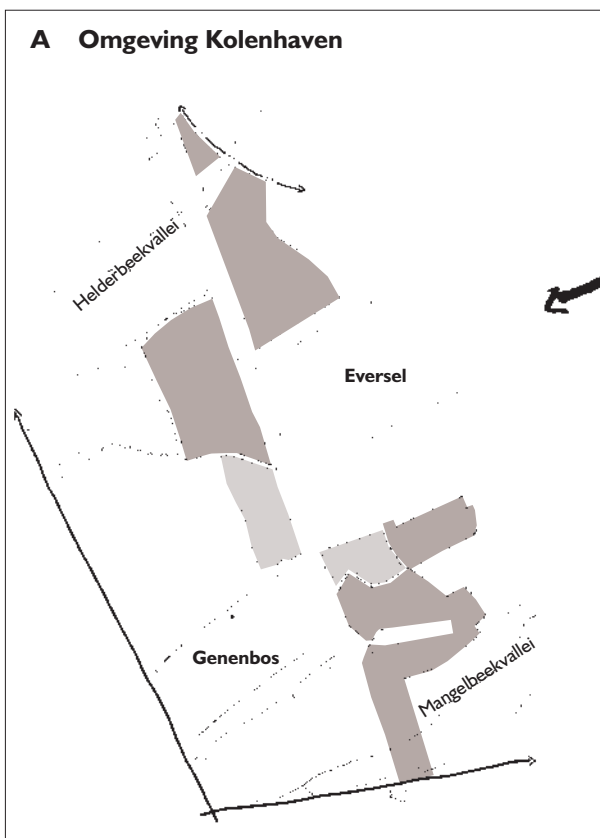 A Omgeving Kolenhaven
Helderbeekvallei
Eversel
Genenbos
Mangelbeekvallei